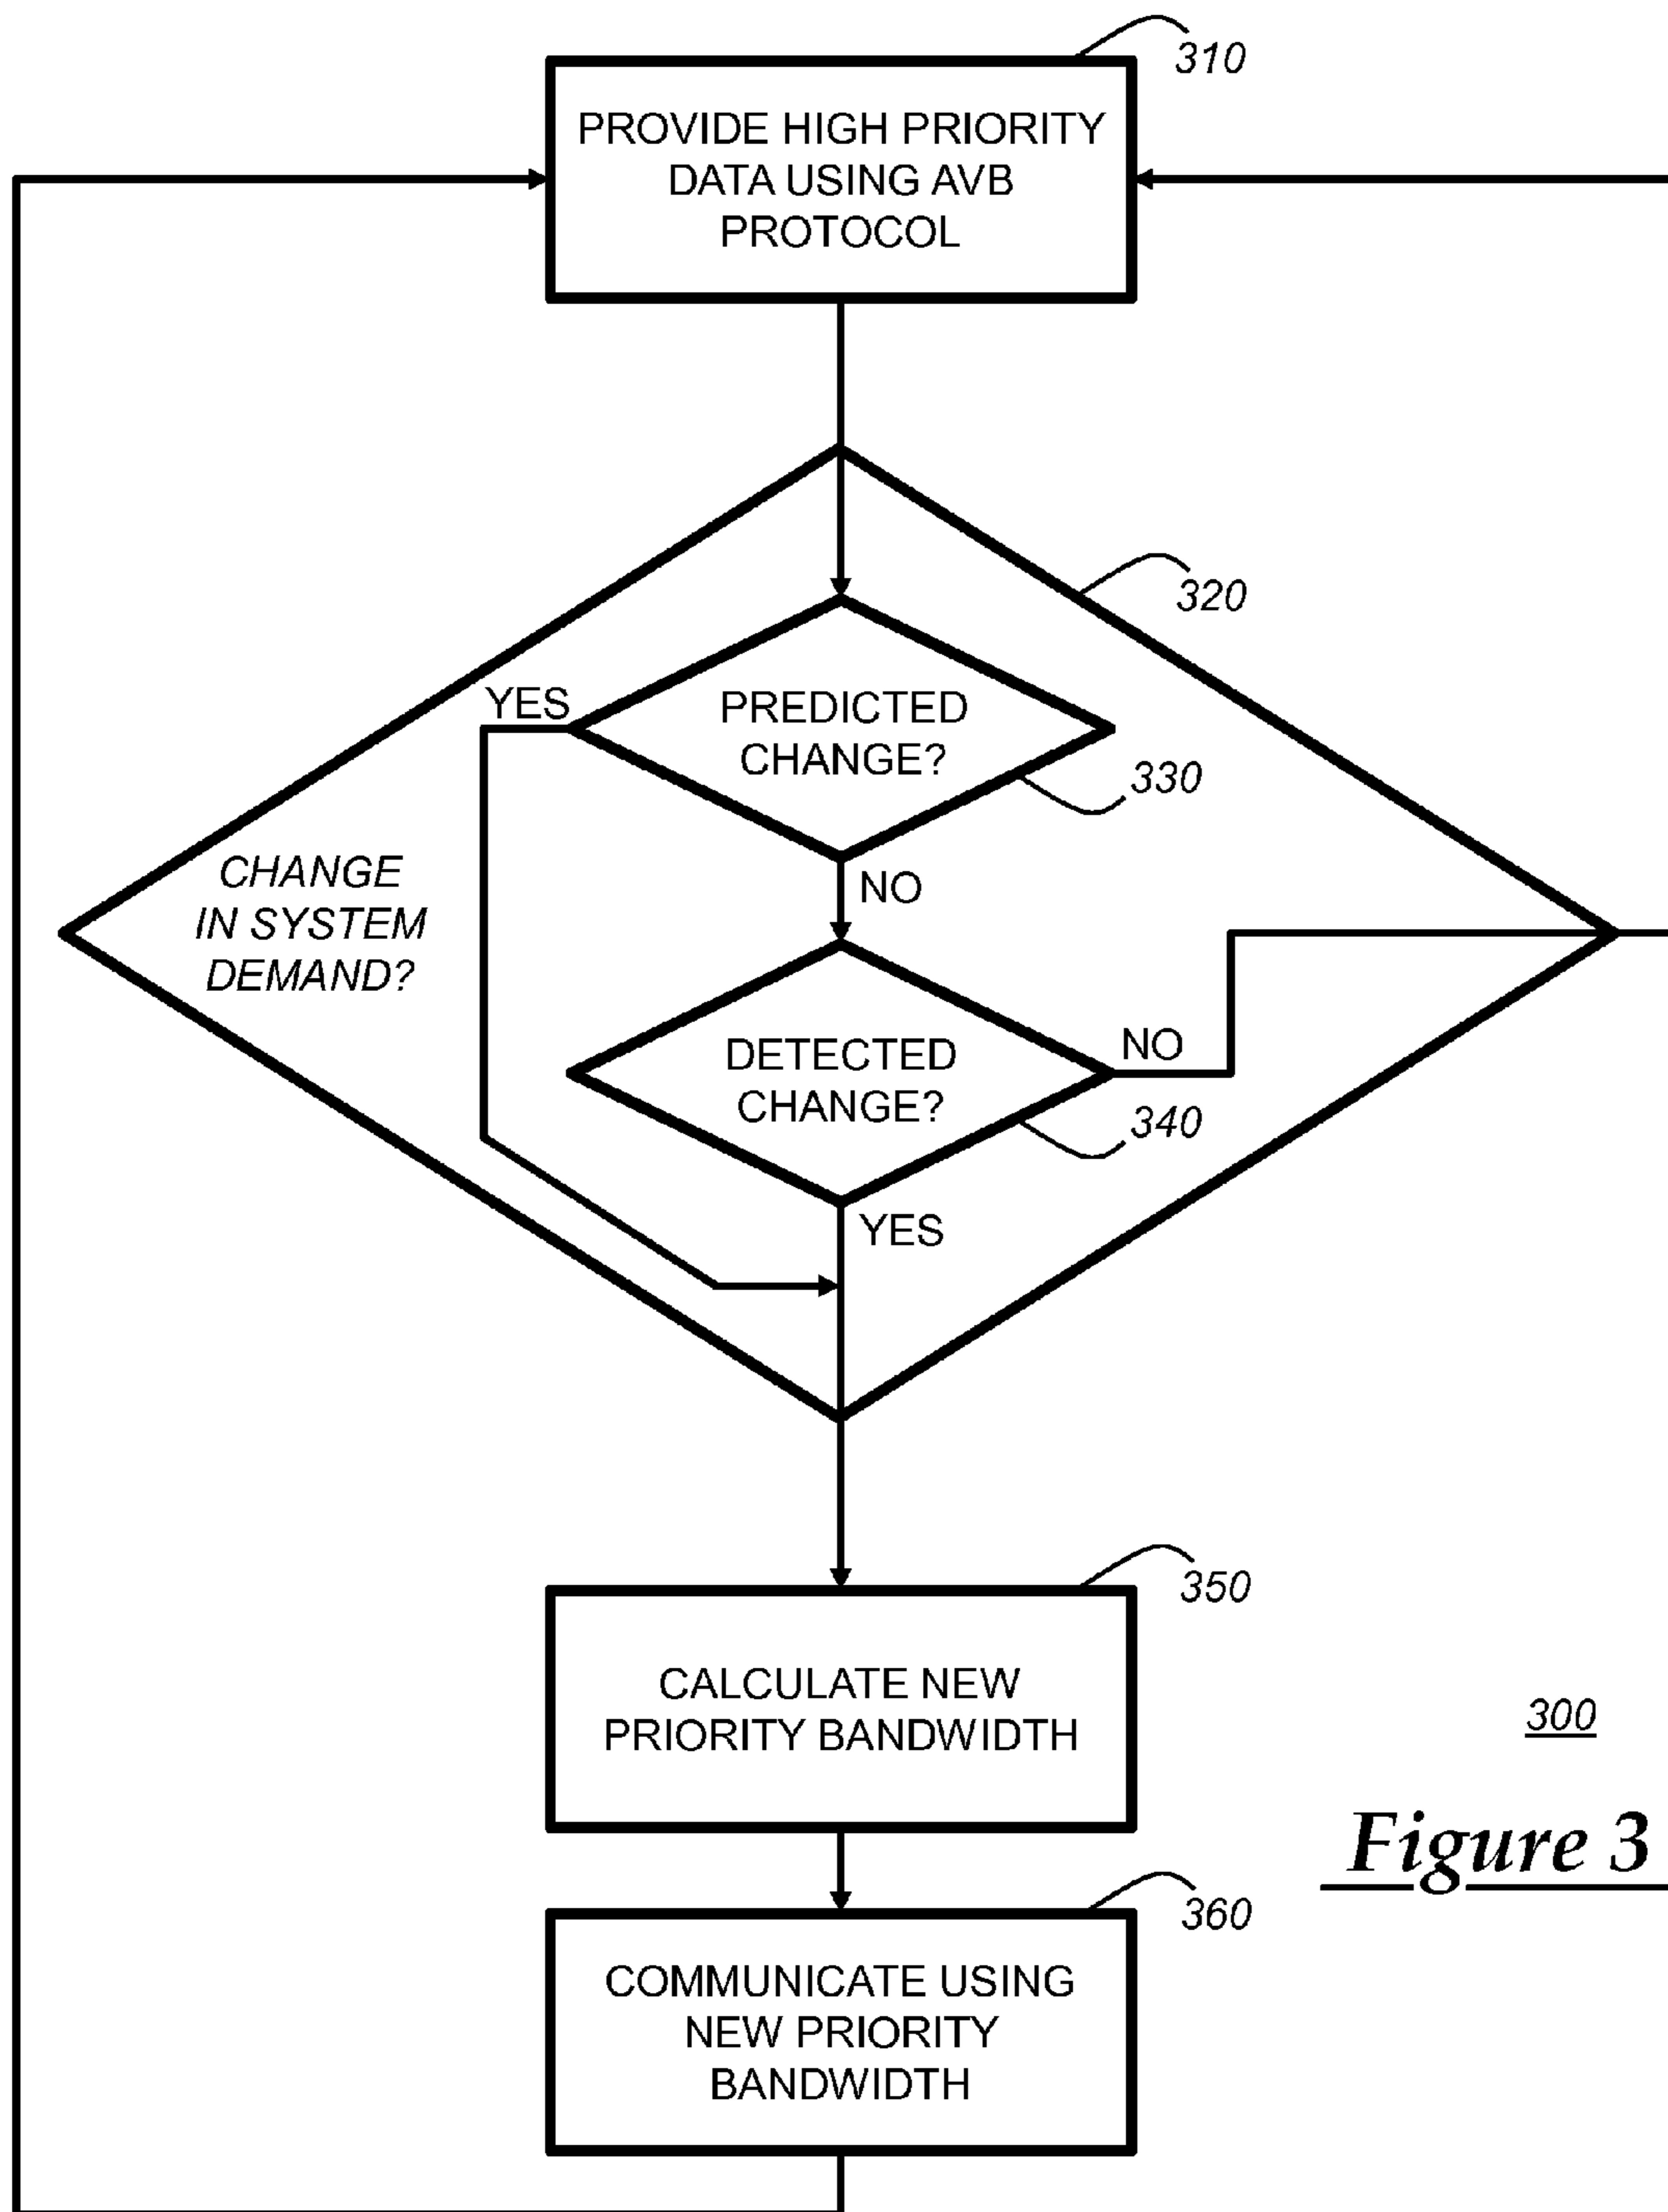 310
PROVIDE HIGH PRIORITY
DATA USING AVB
PROTOCOL
320
YES
PREDICTED
CHANGE?
330
CHANGE
IN SYSTEM
DEMAND?
NO
DETECTED
CHANGE?
NO
340
YES
350
CALCULATE NEW
PRIORITY BANDWIDTH
300
Figure 3
360
COMMUNICATE USING
NEW PRIORITY
BANDWIDTH